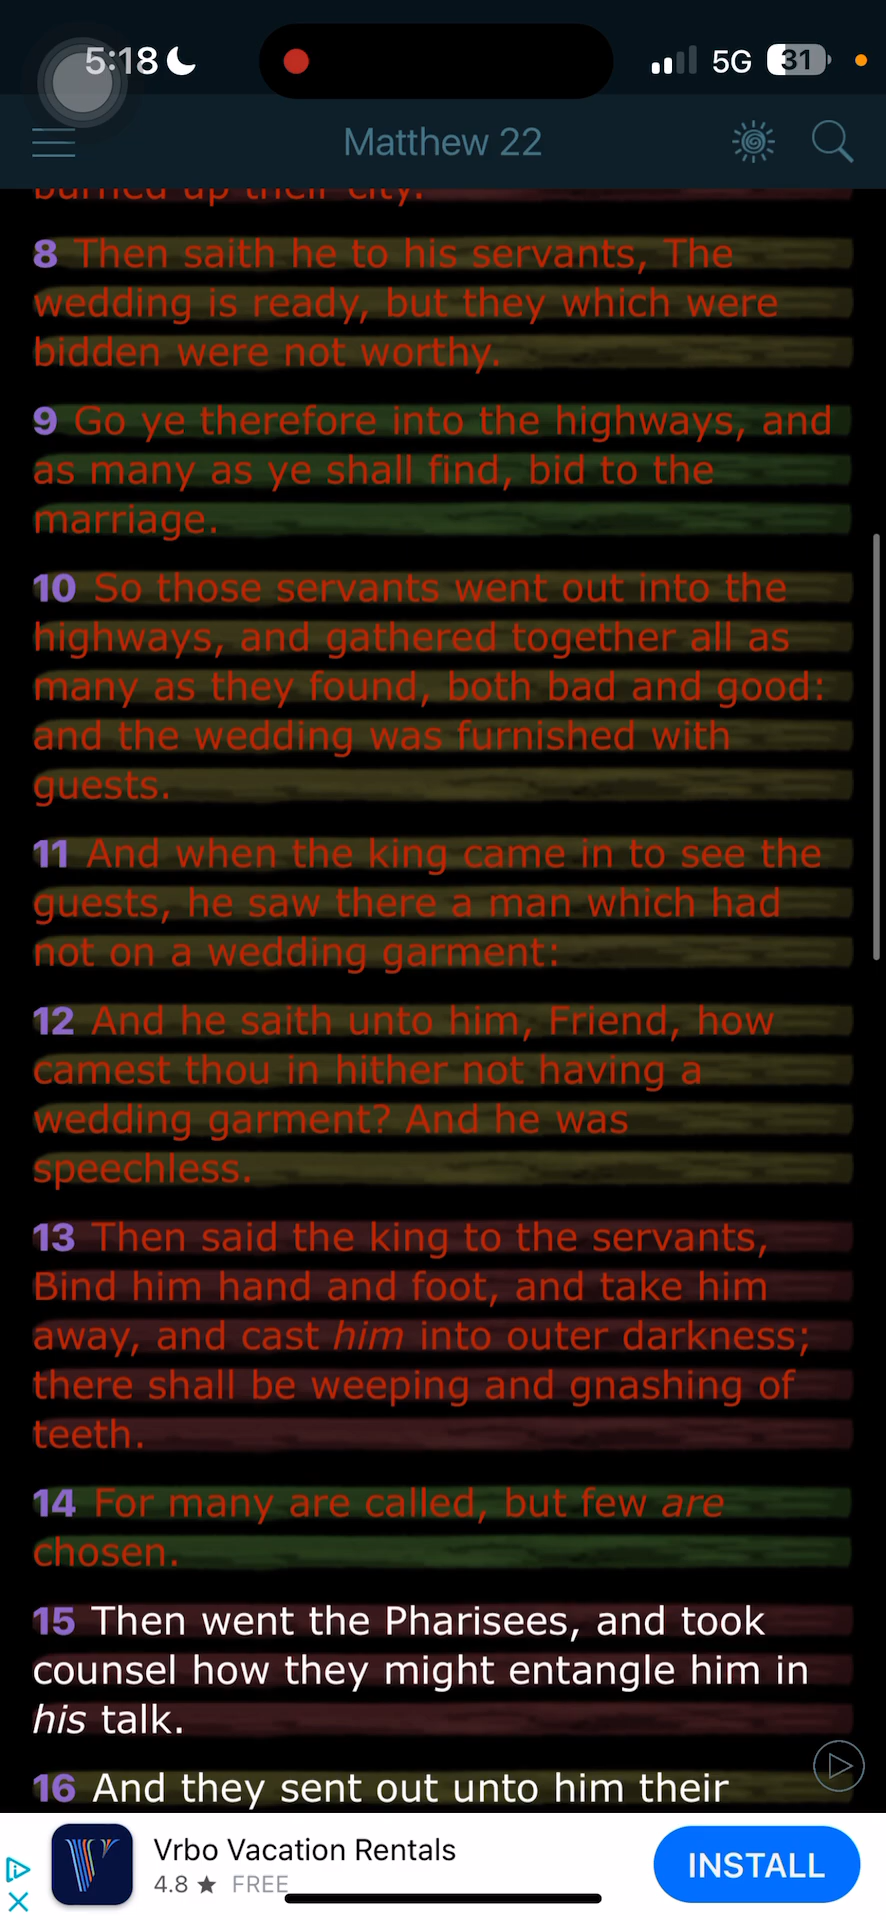 5:18
5G
31
Matthew 22
burned up their city.
8 Then saith he to his servants, The
wedding is ready, but they which were
bidden were not worthy.
9 Go ye therefore into the highways, and
as many as ye shall find, bid to the
marriage.
10 So those servants went out into the
highways, and gathered together all as
many as they found, both bad and good:
and the wedding was furnished with
guests.
11 And when the king came in to see the
guests, he saw there a man which had
not on a wedding garment:
12 And he saith unto him, Friend, how
camest thou in hither not having a
wedding garment? And he was
speechless.
13 Then said the king to the servants,
Bind him hand and foot, and take him
away, and cast him into outer darkness;
there shall be weeping and gnashing of
teeth.
14 For many are called, but few are
chosen.
15 Then went the Pharisees, and took
counsel how they might entangle him in
his talk.
16 And they sent out unto him their
Vrbo Vacation Rentals
4.8 ★ FREE
INSTALL